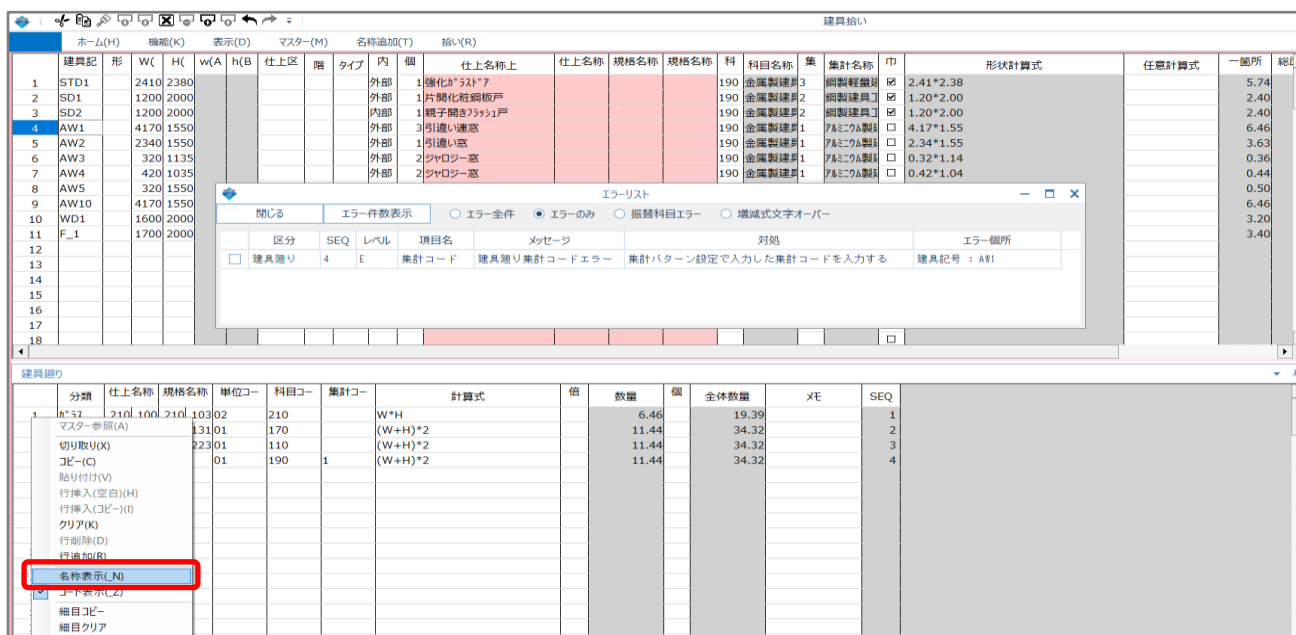 建具拾い
ホーム(H) 機能(K) 表示(D) マスター(M) 名称追加(T) 拾い(R)
建具記 形 W( H( w(A h(B 仕上区 階 タイプ 内 個 仕上名称上 仕上名称 規格名称 規格名称 科 科目名称 集 集計名称 巾 形状計算式 任意計算式 一箇所
1 STD1 2410 2380 外部 1 強化ｶﾞﾗｽﾄﾞｱ 190 金属製建具 3 鋼製軽量建 2.41*2.38 5.74
2 SD1 1200 2000 外部 1 片開化粧鋼板戸 190 金属製建具 2 鋼製建具工 1.20*2.00 2.40
3 SD2 1200 2000 内部 1 親子開きﾌﾗｯｼｭ戸 190 金属製建具 2 鋼製建具工 1.20*2.00 2.40
4 AW1 4170 1550 外部 3 引違い連窓 190 金属製建具 1 ｱﾙﾐﾆｳﾑ製建 4.17*1.55 6.46
5 AW2 2340 1550 外部 1 引違い窓 190 金属製建具 1 ｱﾙﾐﾆｳﾑ製建 2.34*1.55 3.63
6 AW3 320 1135 外部 2 ジャロジー窓 190 金属製建具 1 ｱﾙﾐﾆｳﾑ製建 0.32*1.14 0.36
7 AW4 420 1035 外部 2 ジャロジー窓 190 金属製建具 1 ｱﾙﾐﾆｳﾑ製建 0.42*1.04 0.44
8 AW5 320 1550 0.50
9 AW10 4170 1550 6.46
10 WD1 1600 2000 3.20
11 F_1 1700 2000 3.40
12
13
14
15
16
17
18
エラーリスト
閉じる エラー件数表示 エラー全件 エラーのみ 振替科目エラー 増減式文字オーバー
区分 SEQ レベル 項目名 メッセージ 対処 エラー個所
建具廻り 4 E 集計コード 建具廻り集計コードエラー 集計パターン設定で入力した集計コードを入力する 建具記号 : AW1
建具廻り
分類 仕上名称 規格名称 単位コー 科目コー 集計コー 計算式 倍 数量 個 全体数量 メモ SEQ
1 ｶﾞﾗｽ 210_100 210_103 02 210 W*H 6.46 19.39 1
131 01 170 (W+H)*2 11.44 34.32 2
223 01 110 (W+H)*2 11.44 34.32 3
01 190 1 (W+H)*2 11.44 34.32 4
マスター参照(A)
切り取り(X)
コピー(C)
貼り付け(V)
行挿入(空白)(H)
行挿入(コピー)(I)
クリア(K)
行削除(D)
行追加(R)
名称表示(_N)
コード表示(_Z)
細目コピー
細目クリア